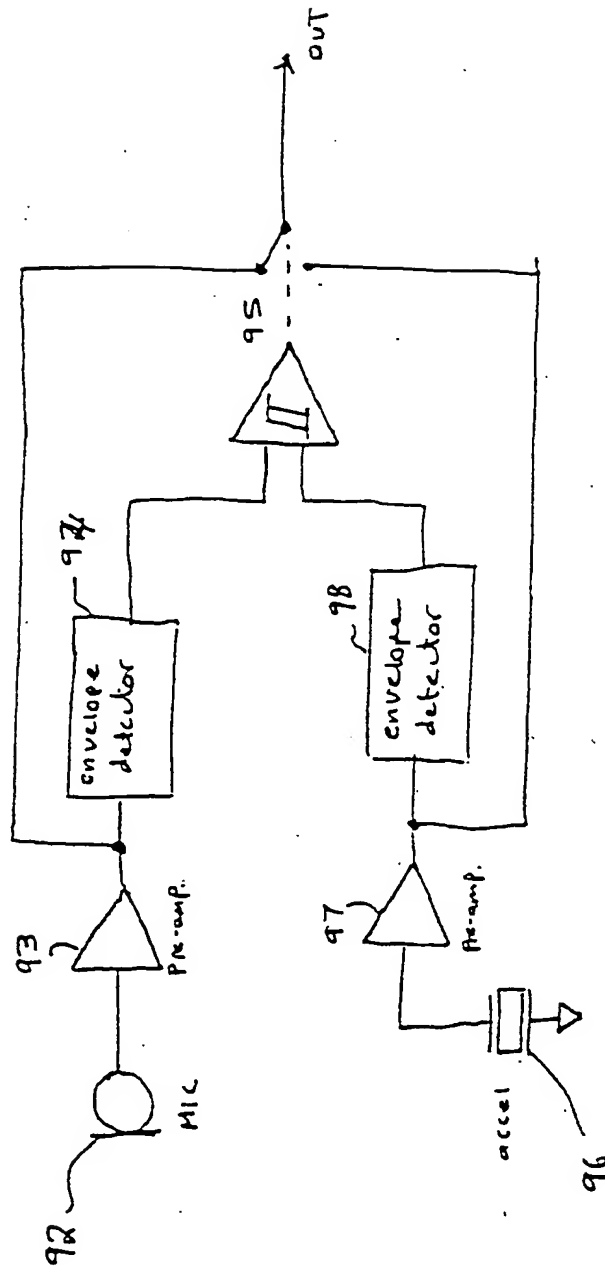 92
MIC
93
Pre-amp.
envelope
detector
95
OUT
96
accel
97
Pre-amp.
98
envelope
detector